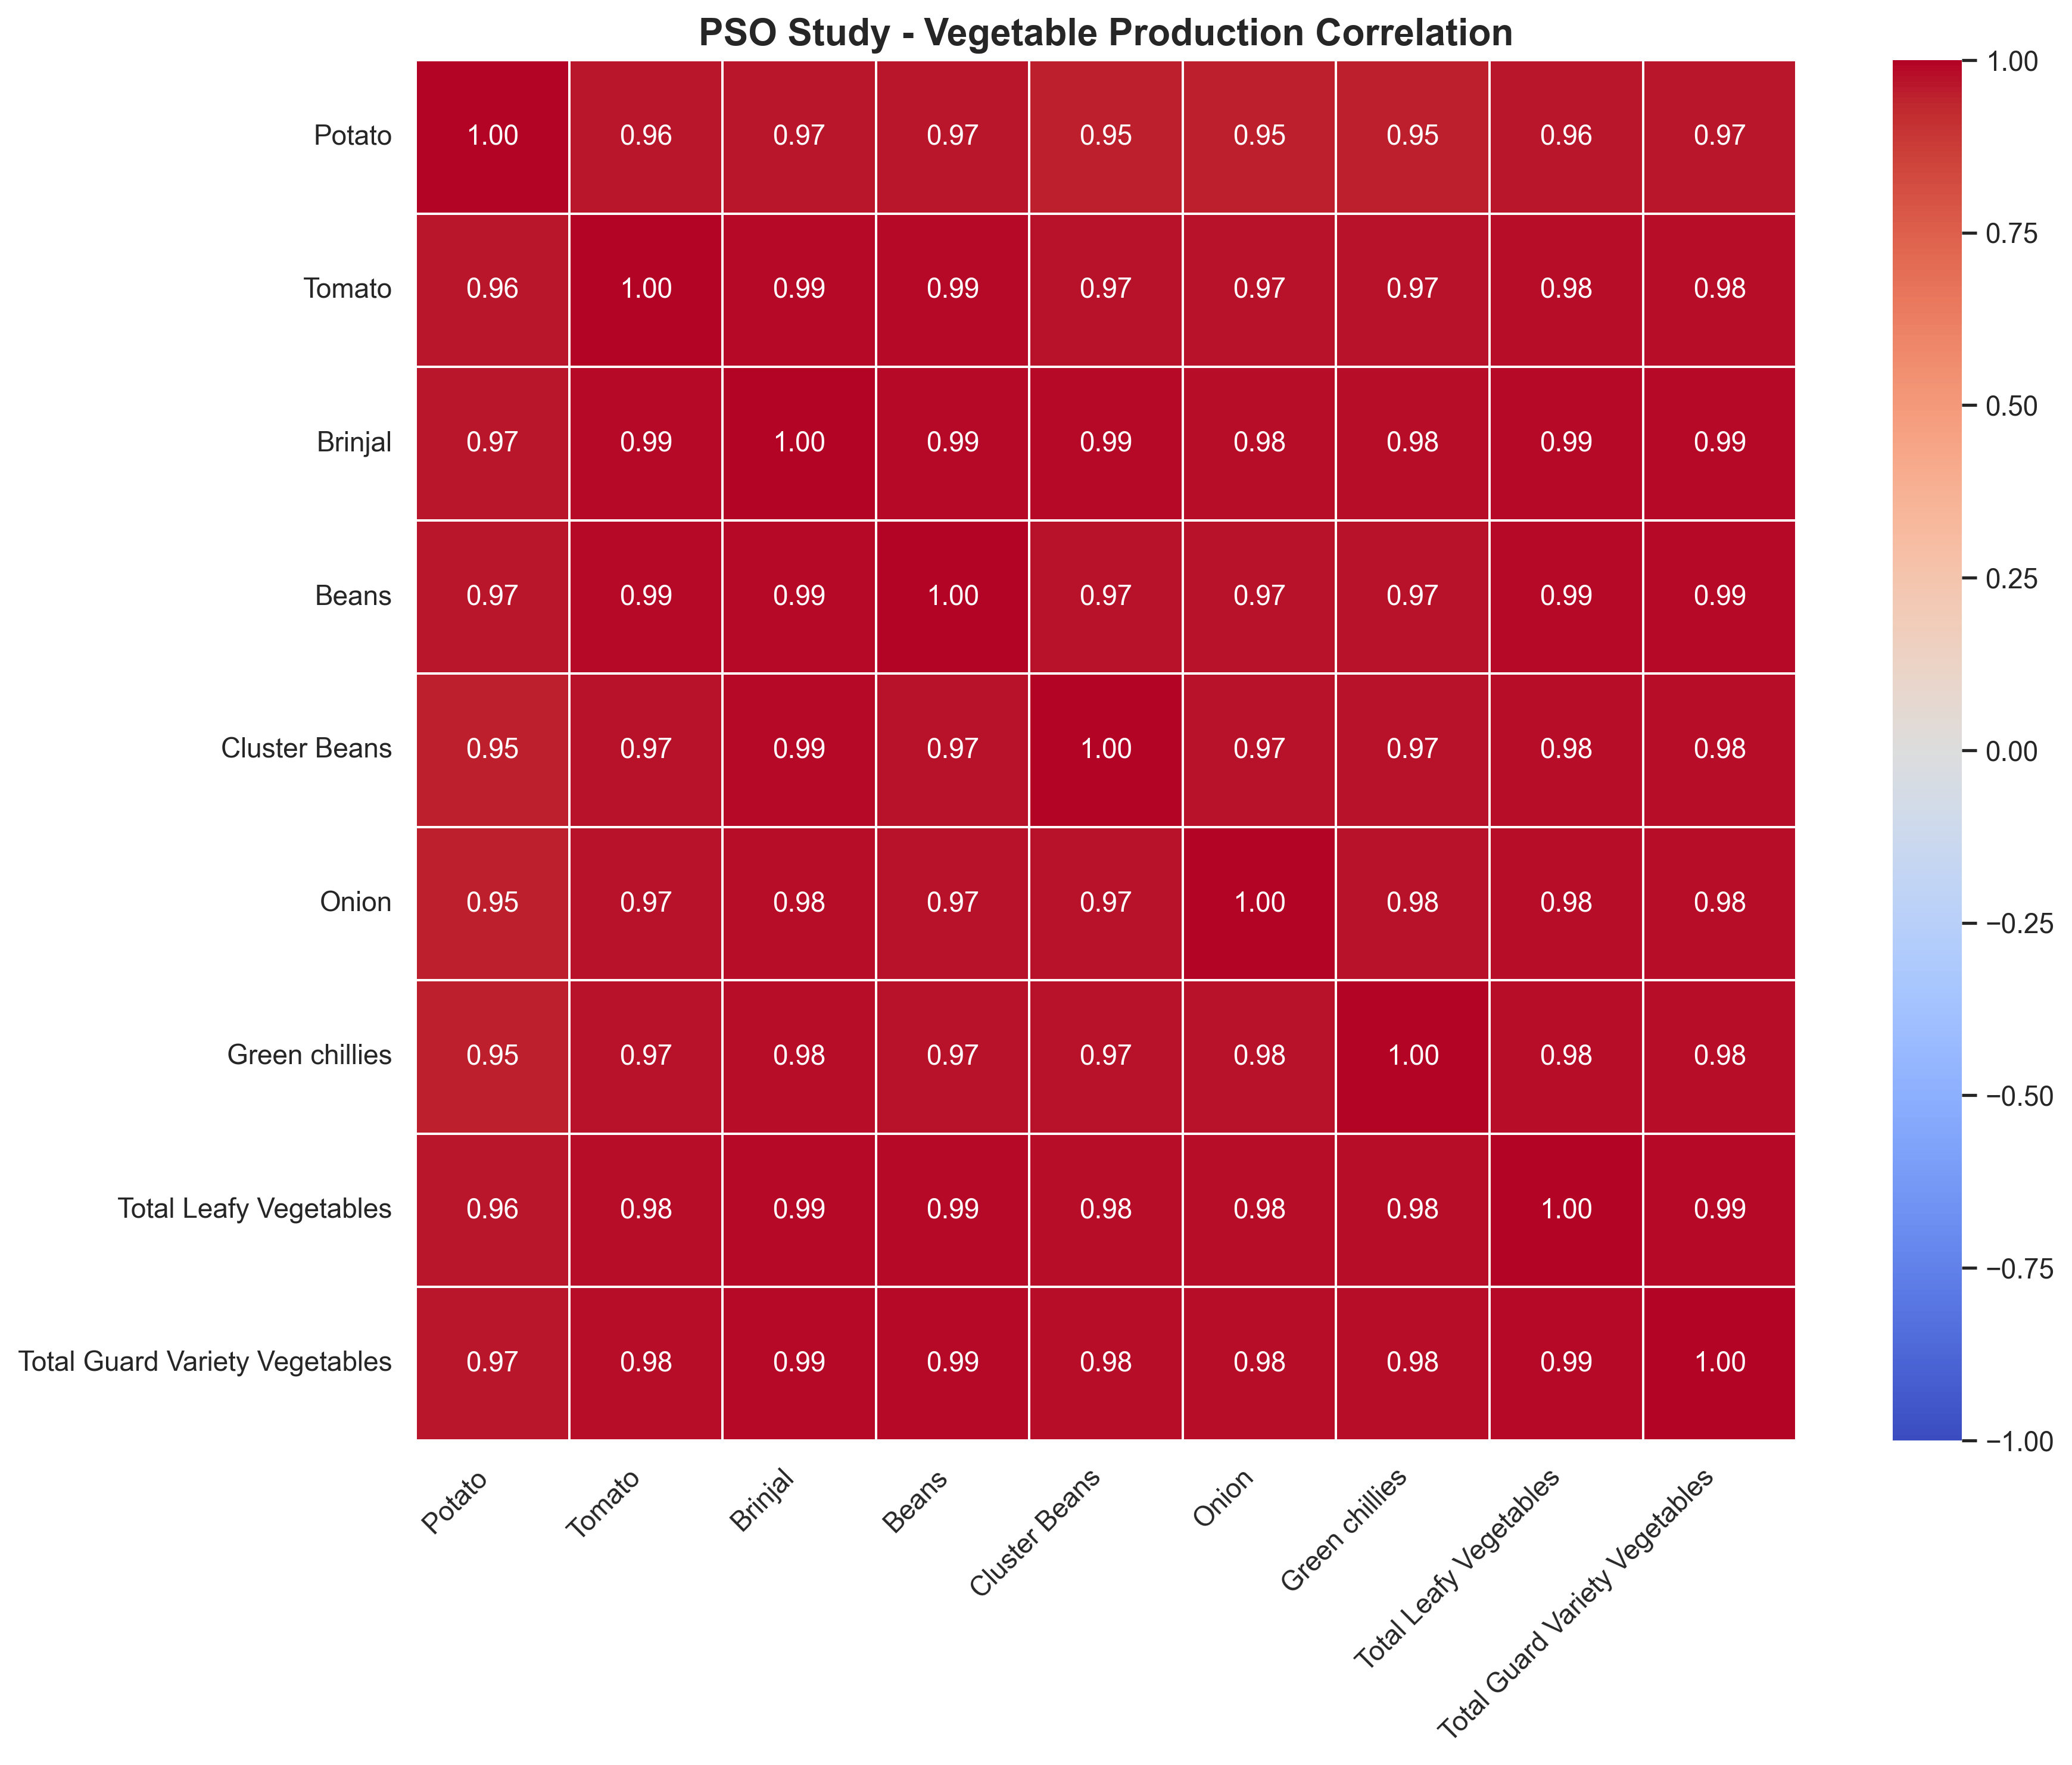 PSO Study - Vegetable Production Correlation
Potato 1.00 0.96 0.97 0.97 0.95 0.95 0.95 0.96 0.97
Tomato 0.96 1.00 0.99 0.99 0.97 0.97 0.97 0.98 0.98
Brinjal 0.97 0.99 1.00 0.99 0.99 0.98 0.98 0.99 0.99
Beans 0.97 0.99 0.99 1.00 0.97 0.97 0.97 0.99 0.99
Cluster Beans 0.95 0.97 0.99 0.97 1.00 0.97 0.97 0.98 0.98
Onion 0.95 0.97 0.98 0.97 0.97 1.00 0.98 0.98 0.98
Green chillies 0.95 0.97 0.98 0.97 0.97 0.98 1.00 0.98 0.98
Total Leafy Vegetables 0.96 0.98 0.99 0.99 0.98 0.98 0.98 1.00 0.99
Total Guard Variety Vegetables 0.97 0.98 0.99 0.99 0.98 0.98 0.98 0.99 1.00
Potato
Tomato
Brinjal
Beans
Cluster Beans
Onion
Green chillies
Total Leafy Vegetables
Total Guard Variety Vegetables
1.00
0.75
0.50
0.25
0.00
−0.25
−0.50
−0.75
−1.00